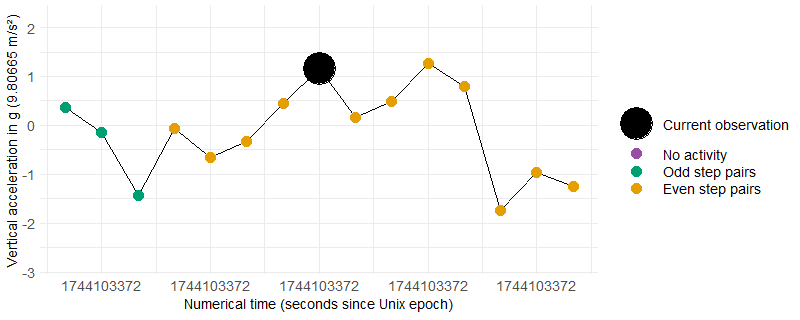 Vertical acceleration in g (9.80665 m/s²)
2
1
0
-1
-2
-3
1744103372 1744103372 1744103372 1744103372 1744103372
Numerical time (seconds since Unix epoch)
Current observation
No activity
Odd step pairs
Even step pairs